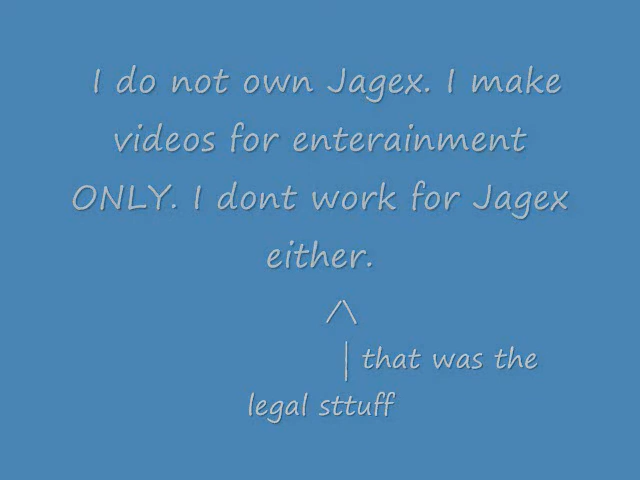 I do not own Jagex. I make
videos for enterainment
ONLY. I dont work for Jagex
either.
/\
| that was the
legal sttuff